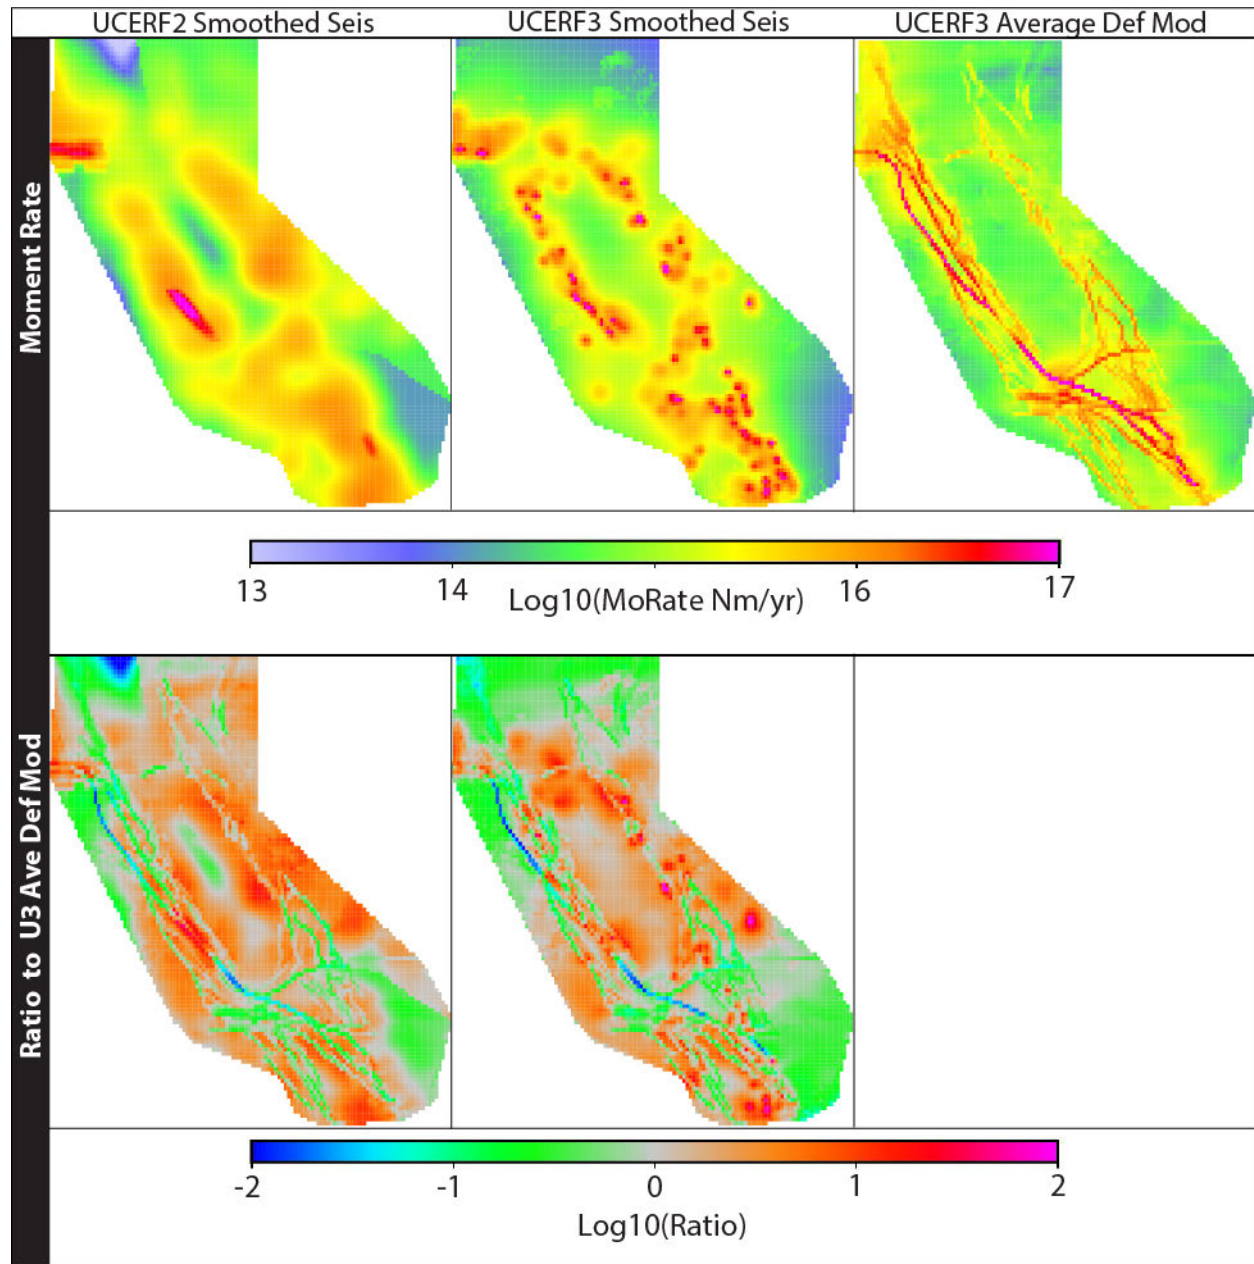 UCERF2 Smoothed Seis
UCERF3 Smoothed Seis
UCERF3 Average Def Mod
Moment Rate
13
14
16
17
Log10(MoRate Nm/yr)
Ratio to U3 Ave Def Mod
-2
-1
0
1
2
Log10(Ratio)